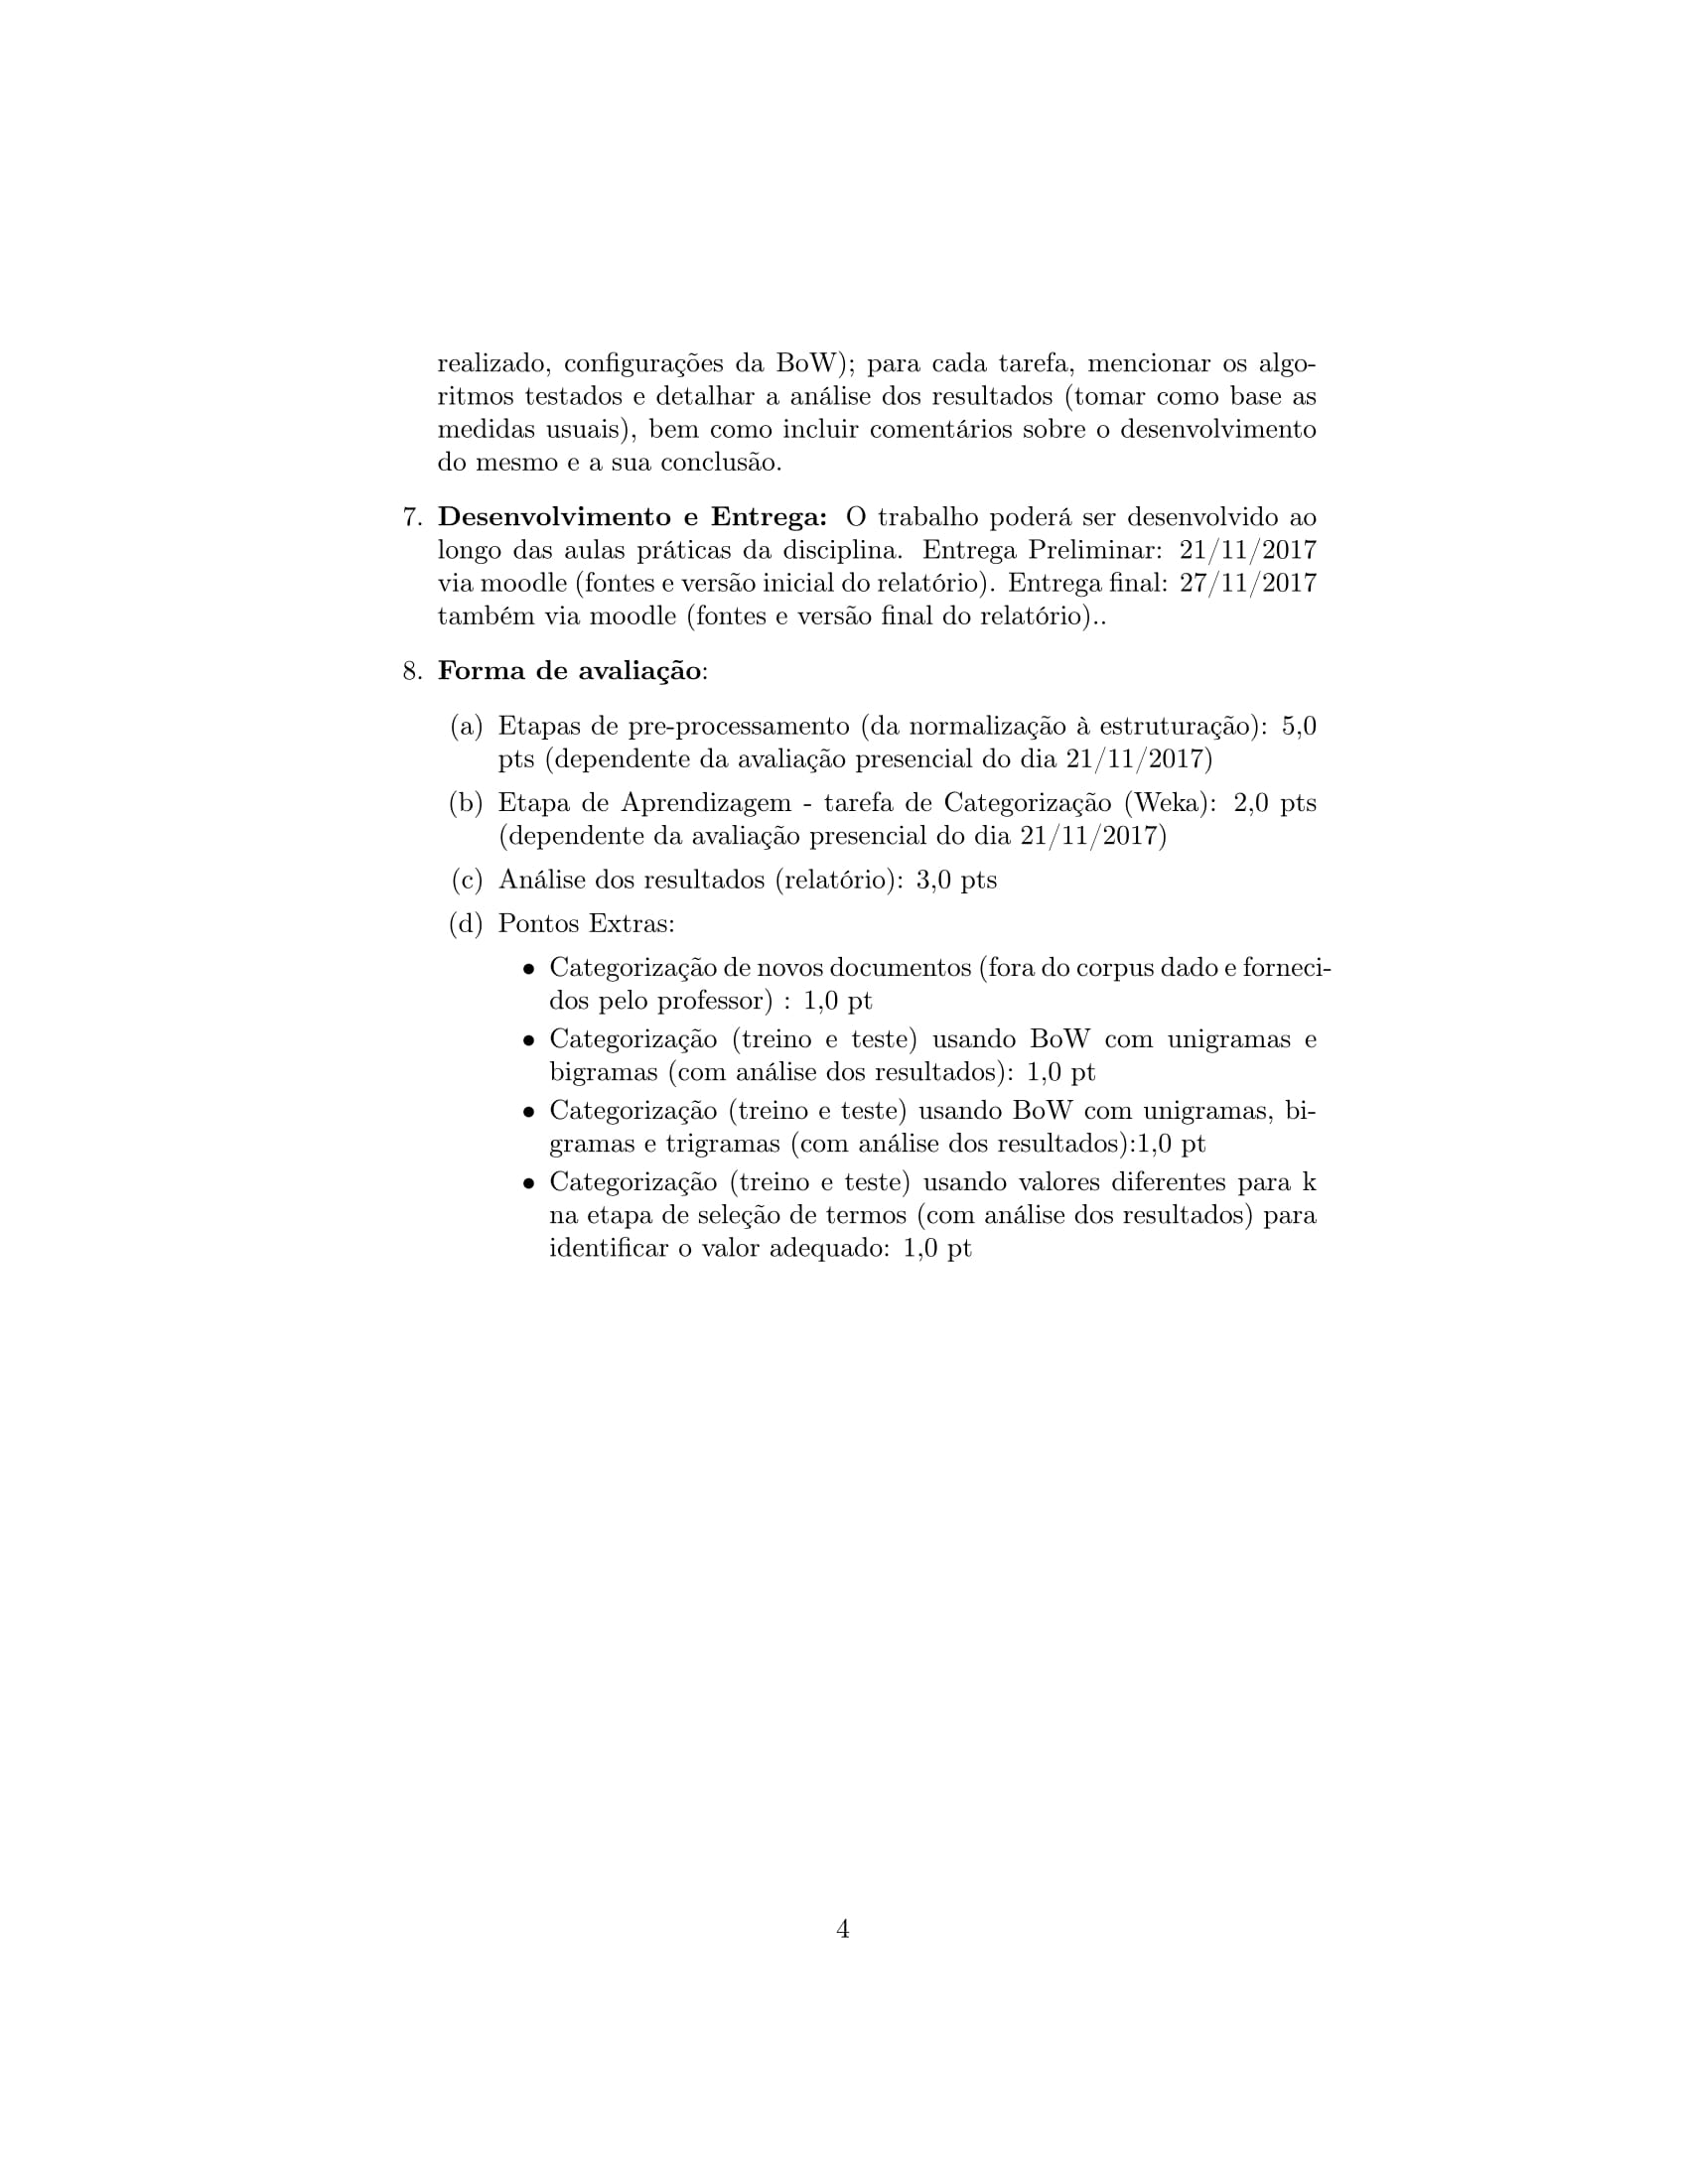 realizado, configurações da BoW); para cada tarefa, mencionar os algo-
ritmos testados e detalhar a análise dos resultados (tomar como base as
medidas usuais), bem como incluir comentários sobre o desenvolvimento
do mesmo e a sua conclusão.
7. Desenvolvimento e Entrega: O trabalho poderá ser desenvolvido ao
longo das aulas práticas da disciplina. Entrega Preliminar: 21/11/2017
via moodle (fontes e versão inicial do relatório). Entrega final: 27/11/2017
também via moodle (fontes e versão final do relatório)..
8. Forma de avaliação:
(a) Etapas de pre-processamento (da normalização à estruturação): 5,0
pts (dependente da avaliação presencial do dia 21/11/2017)
(b) Etapa de Aprendizagem - tarefa de Categorização (Weka): 2,0 pts
(dependente da avaliação presencial do dia 21/11/2017)
(c) Análise dos resultados (relatório): 3,0 pts
(d) Pontos Extras:
• Categorização de novos documentos (fora do corpus dado e forneci-
dos pelo professor) : 1,0 pt
• Categorização (treino e teste) usando BoW com unigramas e
bigramas (com análise dos resultados): 1,0 pt
• Categorização (treino e teste) usando BoW com unigramas, bi-
gramas e trigramas (com análise dos resultados):1,0 pt
• Categorização (treino e teste) usando valores diferentes para k
na etapa de seleção de termos (com análise dos resultados) para
identificar o valor adequado: 1,0 pt
4